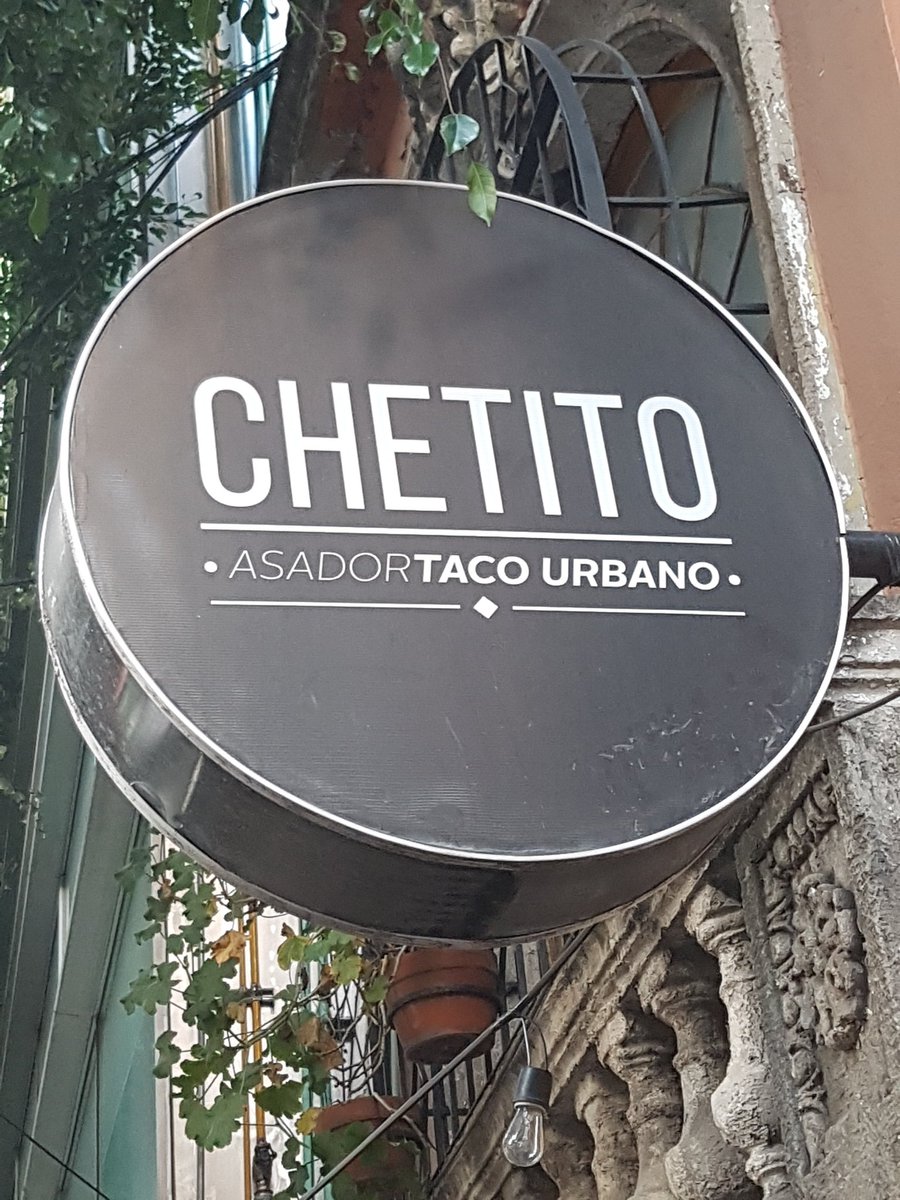 CHETITO
• ASADORTACO URBANO •